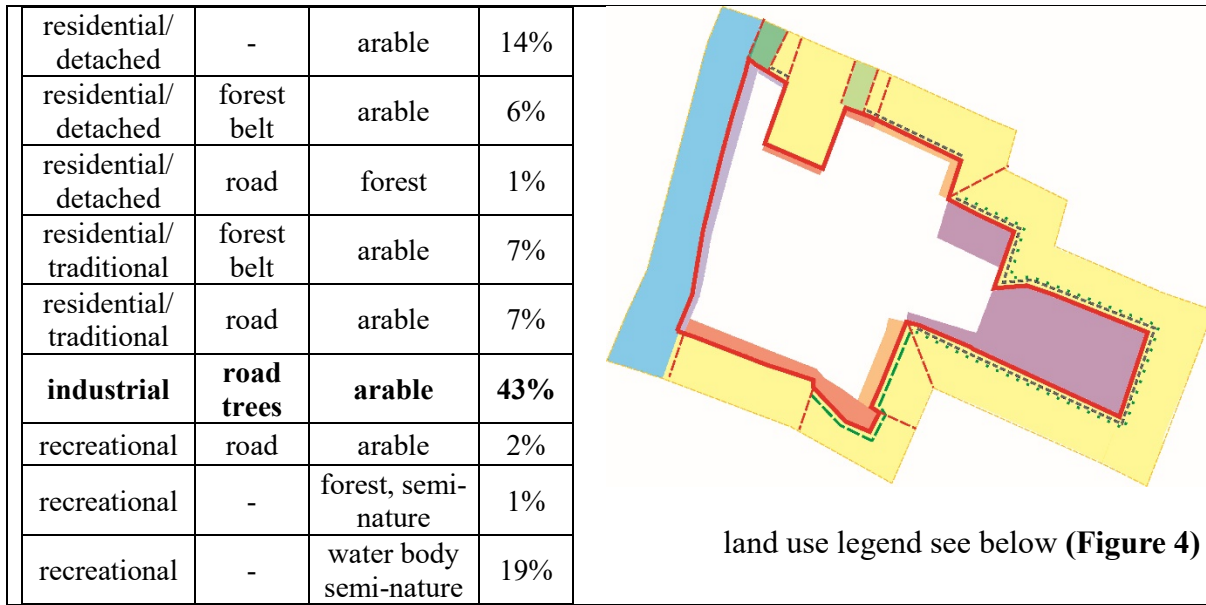 residential/
detached - arable 14%
residential/
detached forest
belt arable 6%
residential/
detached road forest 1%
residential/
traditional forest
belt arable 7%
residential/
traditional road arable 7%
industrial road
trees arable 43%
recreational road arable 2%
recreational - forest, semi-
nature 1%
recreational - water body
semi-nature 19%
land use legend see below (Figure 4)